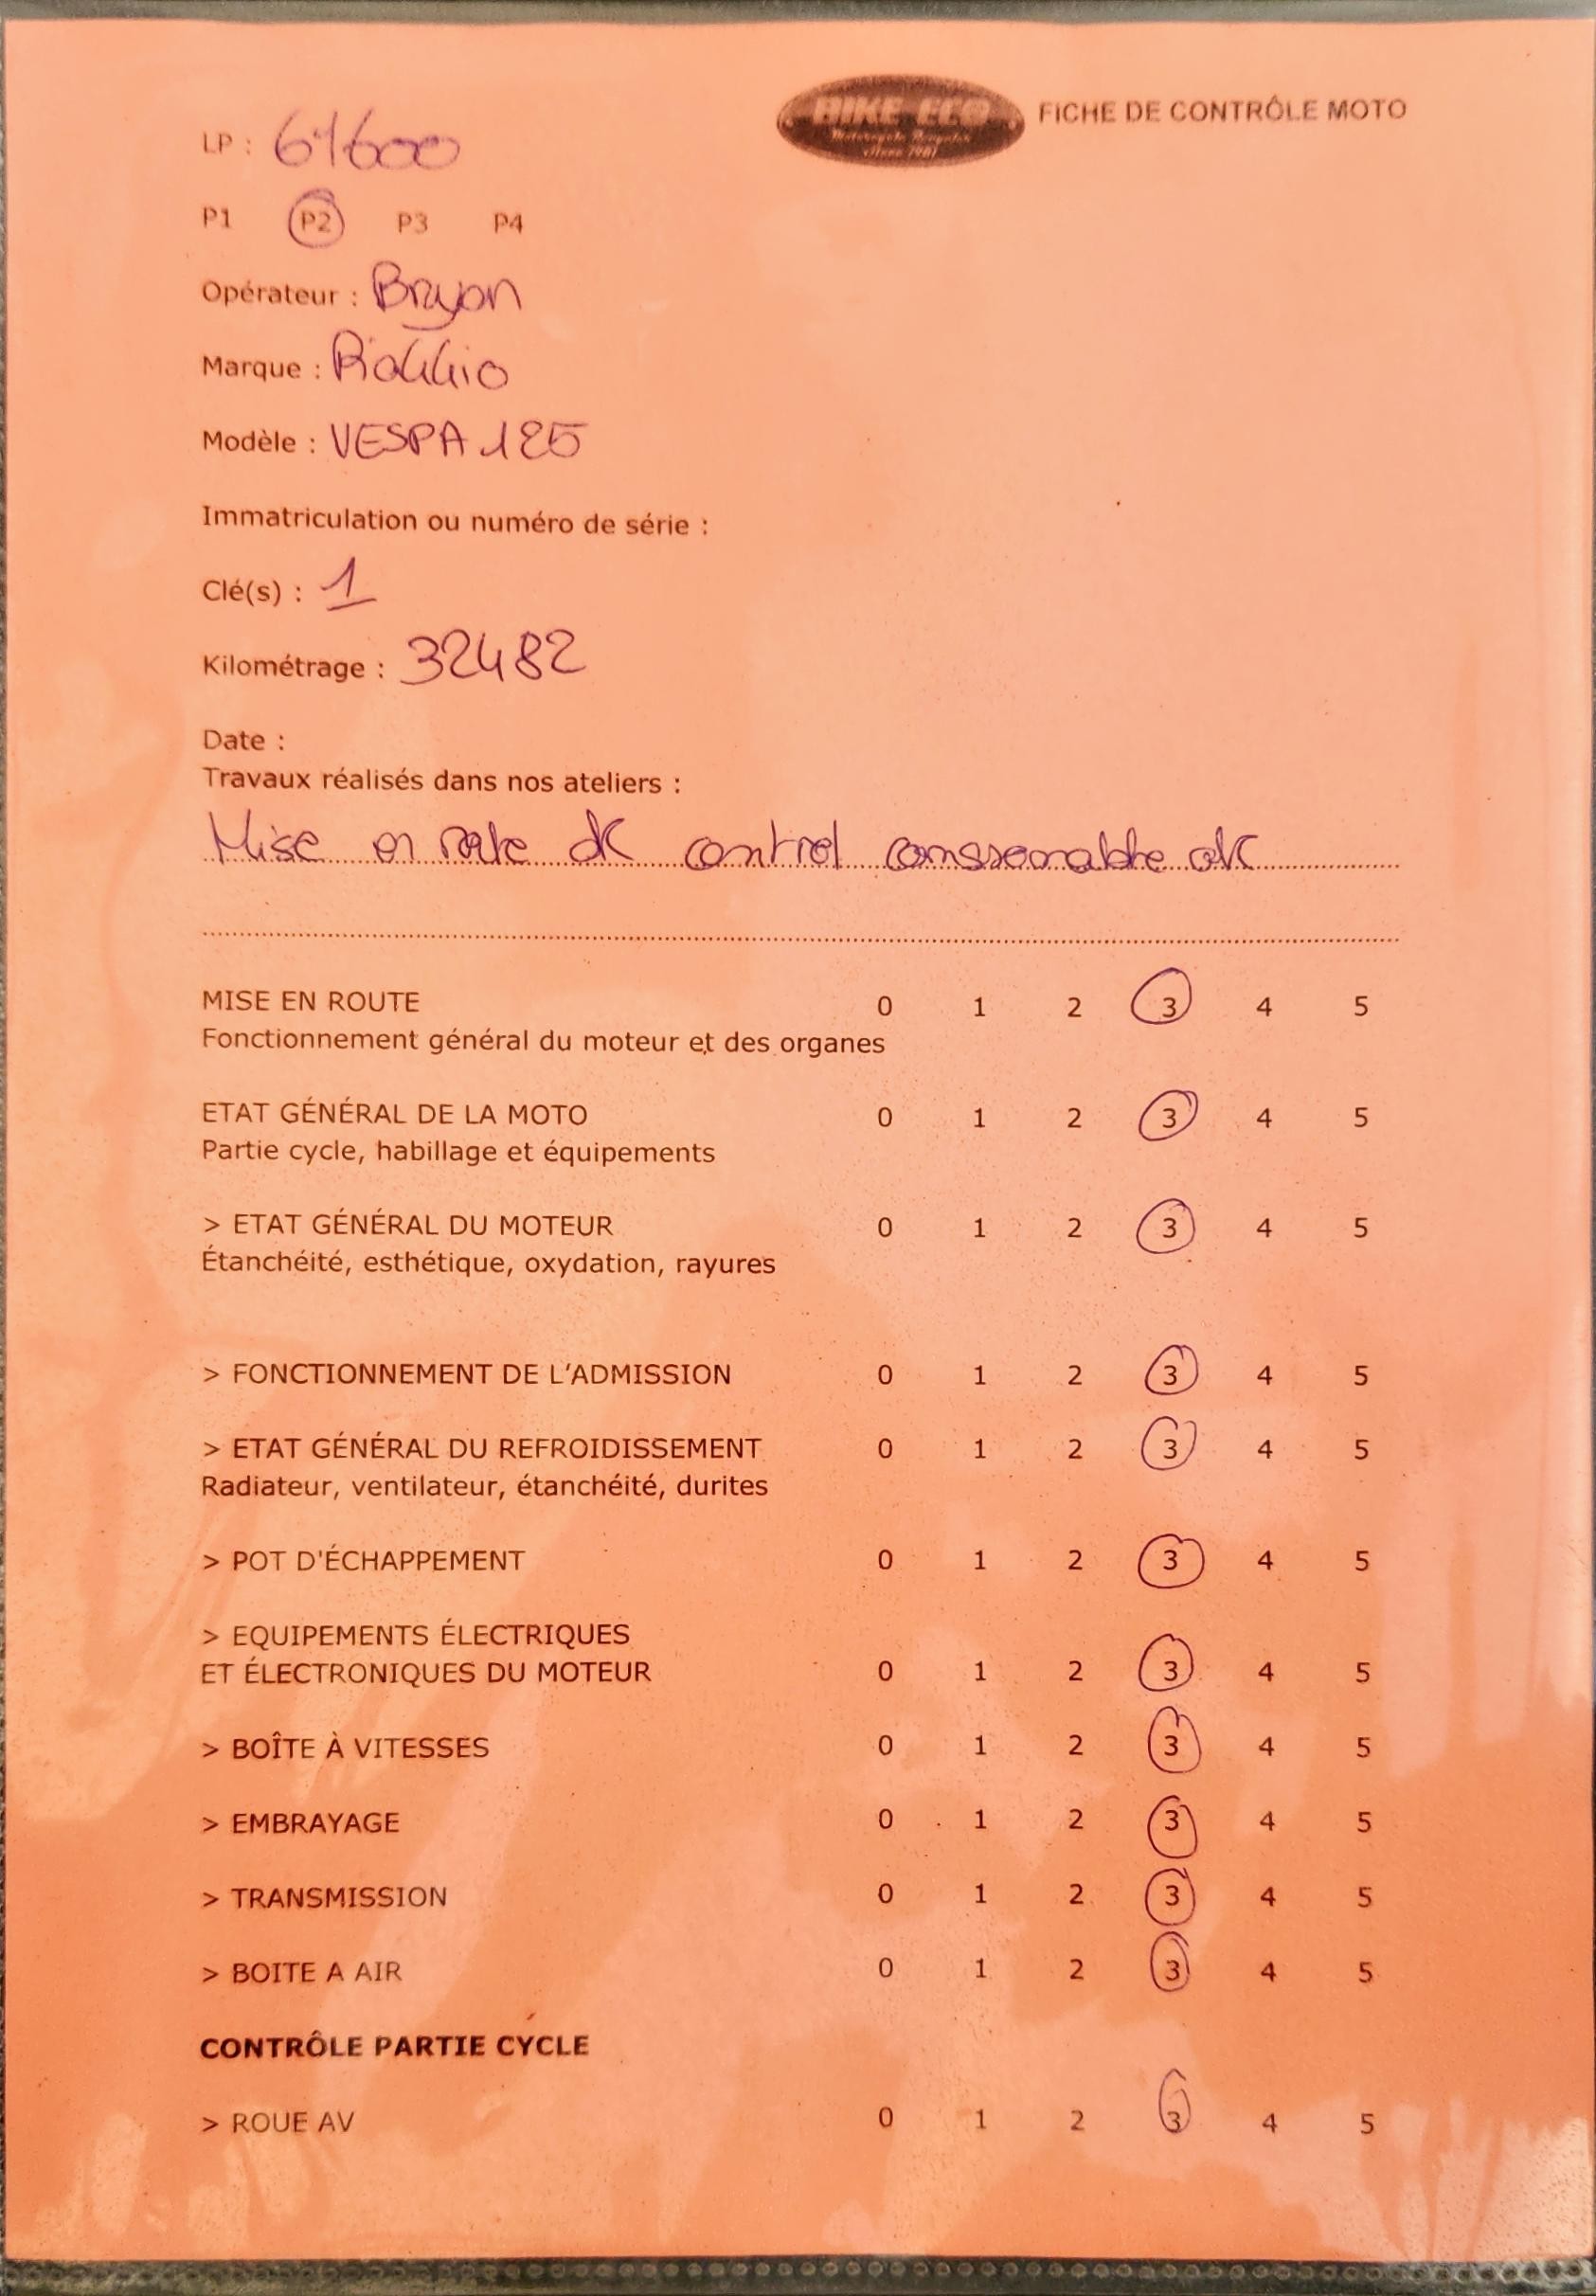 BIKE ECO
FICHE DE CONTRÔLE MOTO
LP : 61600
P1 P2 P3 P4
Opérateur : Bryan
Marque : Piaggio
Modèle : VESPA 125
Immatriculation ou numéro de série :
Clé(s) : 1
Kilométrage : 32482
Date :
Travaux réalisés dans nos ateliers :
Mise en route OK control ok
MISE EN ROUTE 0 1 2 3 4 5
Fonctionnement général du moteur et des organes
ETAT GÉNÉRAL DE LA MOTO 0 1 2 3 4 5
Partie cycle, habillage et équipements
> ETAT GÉNÉRAL DU MOTEUR 0 1 2 3 4 5
Étanchéité, esthétique, oxydation, rayures
> FONCTIONNEMENT DE L'ADMISSION 0 1 2 3 4 5
> ETAT GÉNÉRAL DU REFROIDISSEMENT 0 1 2 3 4 5
Radiateur, ventilateur, étanchéité, durites
> POT D'ÉCHAPPEMENT 0 1 2 3 4 5
> EQUIPEMENTS ÉLECTRIQUES
ET ÉLECTRONIQUES DU MOTEUR 0 1 2 3 4 5
> BOÎTE À VITESSES 0 1 2 3 4 5
> EMBRAYAGE 0 1 2 3 4 5
> TRANSMISSION 0 1 2 3 4 5
> BOITE A AIR 0 1 2 3 4 5
CONTRÔLE PARTIE CYCLE
> ROUE AV 0 1 2 3 4 5